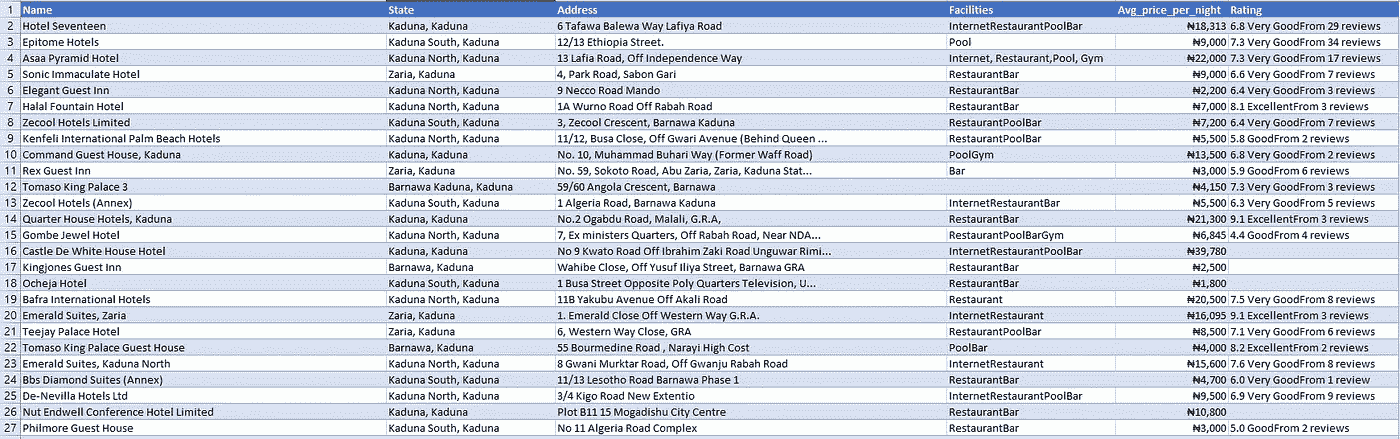 1 Name State Address Facilities Avg_price_per_night Rating
2 Hotel Seventeen Kaduna, Kaduna 6 Tafawa Balewa Way Lafiya Road InternetRestaurantPoolBar ₦18,313 6.8 Very GoodFrom 29 reviews
3 Epitome Hotels Kaduna South, Kaduna 12/13 Ethiopia Street. Pool ₦9,000 7.3 Very GoodFrom 34 reviews
4 Asaa Pyramid Hotel Kaduna North, Kaduna 13 Lafia Road, Off Independence Way Internet, Restaurant,Pool, Gym ₦22,000 7.3 Very GoodFrom 17 reviews
5 Sonic Immaculate Hotel Zaria, Kaduna 4, Park Road, Sabon Gari RestaurantBar ₦9,000 6.6 Very GoodFrom 7 reviews
6 Elegant Guest Inn Kaduna North, Kaduna 9 Necco Road Mando RestaurantBar ₦2,200 6.4 Very GoodFrom 3 reviews
7 Halal Fountain Hotel Kaduna North, Kaduna 1A Wurno Road Off Rabah Road RestaurantBar ₦7,000 8.1 ExcellentFrom 3 reviews
8 Zecool Hotels Limited Kaduna South, Kaduna 3, Zecool Crescent, Barnawa Kaduna RestaurantPoolBar ₦7,200 6.4 Very GoodFrom 7 reviews
9 Kenfeli International Palm Beach Hotels Kaduna North, Kaduna 11/12, Busa Close, Off Gwari Avenue (Behind Queen ... RestaurantPoolBar ₦5,500 5.8 GoodFrom 2 reviews
10 Command Guest House, Kaduna Kaduna, Kaduna No. 10, Muhammad Buhari Way (Former Waff Road) PoolGym ₦13,500 6.8 Very GoodFrom 2 reviews
11 Rex Guest Inn Zaria, Kaduna No. 59, Sokoto Road, Abu Zaria, Zaria, Kaduna Stat... Bar ₦3,000 5.9 GoodFrom 6 reviews
12 Tomaso King Palace 3 Barnawa Kaduna, Kaduna 59/60 Angola Crescent, Barnawa ₦4,150 7.3 Very GoodFrom 3 reviews
13 Zecool Hotels (Annex) Kaduna South, Kaduna 1 Algeria Road, Barnawa Kaduna InternetRestaurantBar ₦5,500 6.3 Very GoodFrom 5 reviews
14 Quarter House Hotels, Kaduna Kaduna, Kaduna No.2 Ogabdu Road, Malali, G.R.A, RestaurantBar ₦21,300 9.1 ExcellentFrom 3 reviews
15 Gombe Jewel Hotel Kaduna North, Kaduna 7, Ex ministers Quarters, Off Rabah Road, Near NDA... RestaurantPoolBarGym ₦6,845 4.4 GoodFrom 4 reviews
16 Castle De White House Hotel Kaduna, Kaduna No 9 Kwato Road Off Ibrahim Zaki Road Unguwar Rimi... InternetRestaurantPoolBar ₦39,780
17 Kingjones Guest Inn Barnawa, Kaduna Wahibe Close, Off Yusuf Iliya Street, Barnawa GRA RestaurantBar ₦2,500
18 Ocheja Hotel Kaduna South, Kaduna 1 Busa Street Opposite Poly Quarters Television, U... RestaurantBar ₦1,800
19 Bafra International Hotels Kaduna North, Kaduna 11B Yakubu Avenue Off Akali Road Restaurant ₦20,500 7.5 Very GoodFrom 8 reviews
20 Emerald Suites, Zaria Zaria, Kaduna 1. Emerald Close Off Western Way G.R.A. InternetRestaurant ₦16,095 9.1 ExcellentFrom 3 reviews
21 Teejay Palace Hotel Zaria, Kaduna 6, Western Way Close, GRA RestaurantPoolBar ₦8,500 7.1 Very GoodFrom 6 reviews
22 Tomaso King Palace Guest House Barnawa, Kaduna 55 Bourmedine Road , Narayi High Cost PoolBar ₦4,000 8.2 ExcellentFrom 2 reviews
23 Emerald Suites, Kaduna North Kaduna North, Kaduna 8 Gwani Murktar Road, Off Gwanju Rabah Road InternetRestaurant ₦15,600 7.6 Very GoodFrom 8 reviews
24 Bbs Diamond Suites (Annex) Kaduna South, Kaduna 11/13 Lesotho Road Barnawa Phase 1 RestaurantBar ₦4,700 6.0 Very GoodFrom 1 review
25 De-Nevilla Hotels Ltd Kaduna South, Kaduna 3/4 Kigo Road New Extentio InternetRestaurantPoolBar ₦9,500 6.9 Very GoodFrom 9 reviews
26 Nut Endwell Conference Hotel Limited Kaduna, Kaduna Plot B11 15 Mogadishu City Centre RestaurantBar ₦10,800
27 Philmore Guest House Kaduna South, Kaduna No 11 Algeria Road Complex RestaurantBar ₦3,000 5.0 GoodFrom 2 reviews